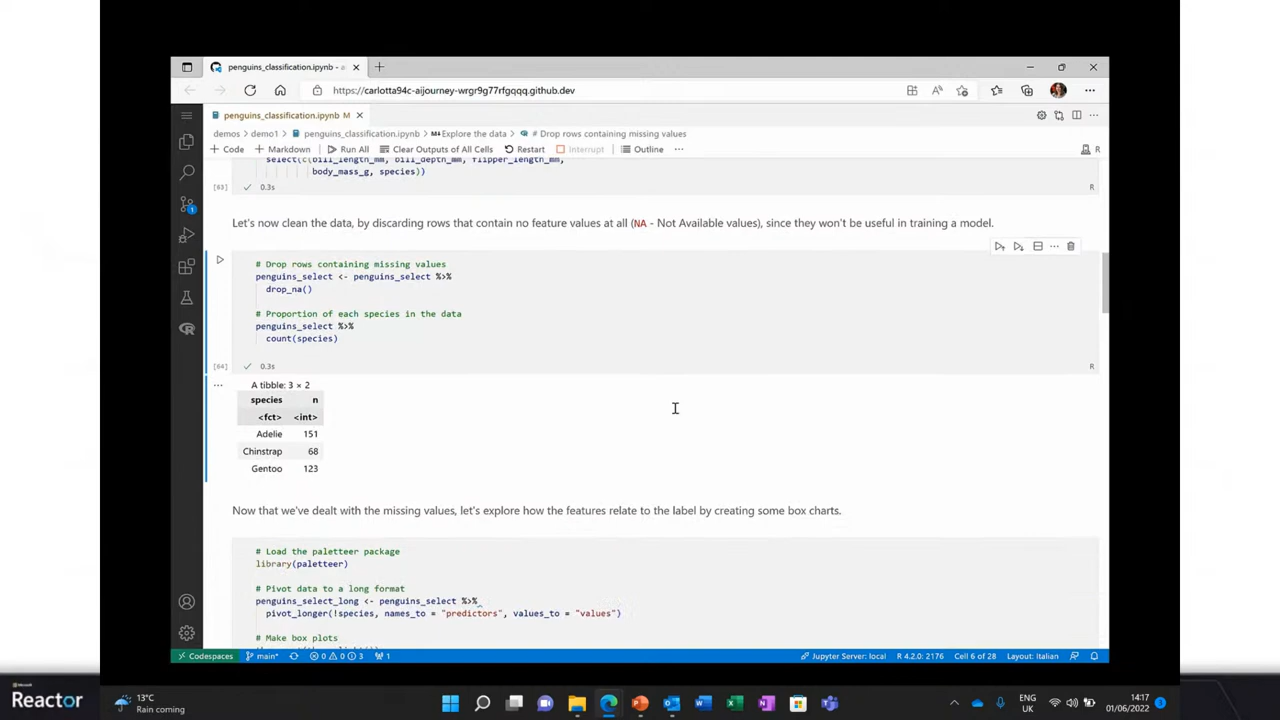 penguins_classification.ipynb - a
https://carlotta94c-aijourney-wrgr9g77rfgqqq.github.dev
penguins_classification.ipynb M
demos > demo1 > penguins_classification.ipynb > M↓Explore the data > # Drop rows containing missing values
+ Code + Markdown Run All Clear Outputs of All Cells Restart Interrupt Outline ... R
select(c(bill_length_mm, bill_depth_mm, flipper_length_mm,
body_mass_g, species))
[63] ✓ 0.3s R
Let's now clean the data, by discarding rows that contain no feature values at all (NA - Not Available values), since they won't be useful in training a model.
# Drop rows containing missing values
penguins_select <- penguins_select %>%
drop_na()
# Proportion of each species in the data
penguins_select %>%
count(species)
[64] ✓ 0.3s R
A tibble: 3 × 2
species n
<fct> <int>
Adelie 151
Chinstrap 68
Gentoo 123
Now that we've dealt with the missing values, let's explore how the features relate to the label by creating some box charts.
# Load the paletteer package
library(paletteer)
# Pivot data to a long format
penguins_select_long <- penguins_select %>%
pivot_longer(!species, names_to = "predictors", values_to = "values")
# Make box plots
Codespaces main* 0 0 3 1 Jupyter Server: local R 4.2.0: 2176 Cell 6 of 28 Layout: Italian
Microsoft
Reactor
13°C
Rain coming
ENG
UK
14:17
01/06/2022